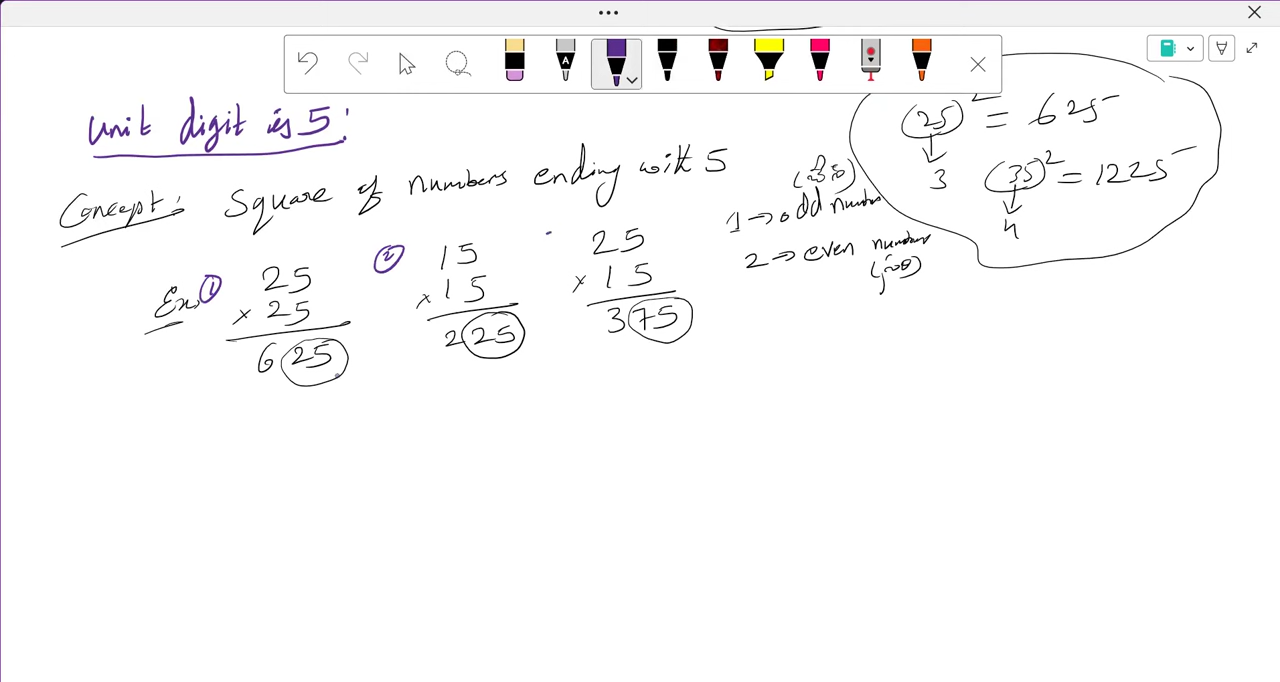 unit digit is 5:
Concept: Square of numbers ending with 5
Ex: ① 25
× 25
625
② 15
× 15
225
25
× 15
375
1 → odd number
2 → even number
(25)² = 625
3
(35)² = 1225
4
A